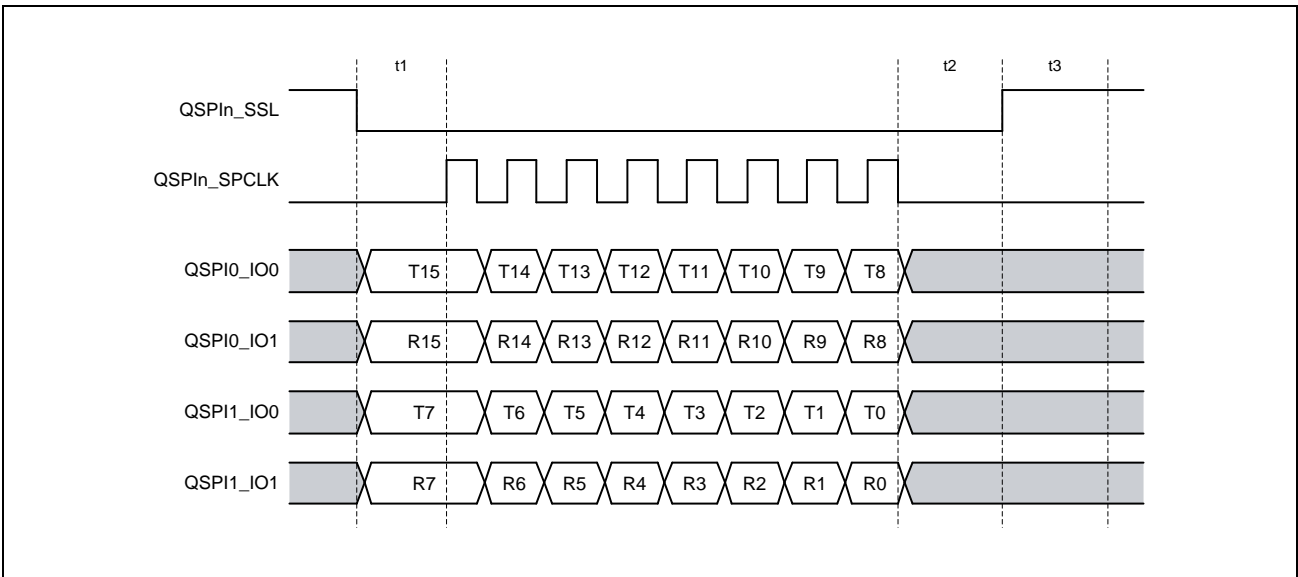 t1 t2 t3
QSPIn_SSL
QSPIn_SPCLK
QSPI0_IO0 T15 T14 T13 T12 T11 T10 T9 T8
QSPI0_IO1 R15 R14 R13 R12 R11 R10 R9 R8
QSPI1_IO0 T7 T6 T5 T4 T3 T2 T1 T0
QSPI1_IO1 R7 R6 R5 R4 R3 R2 R1 R0